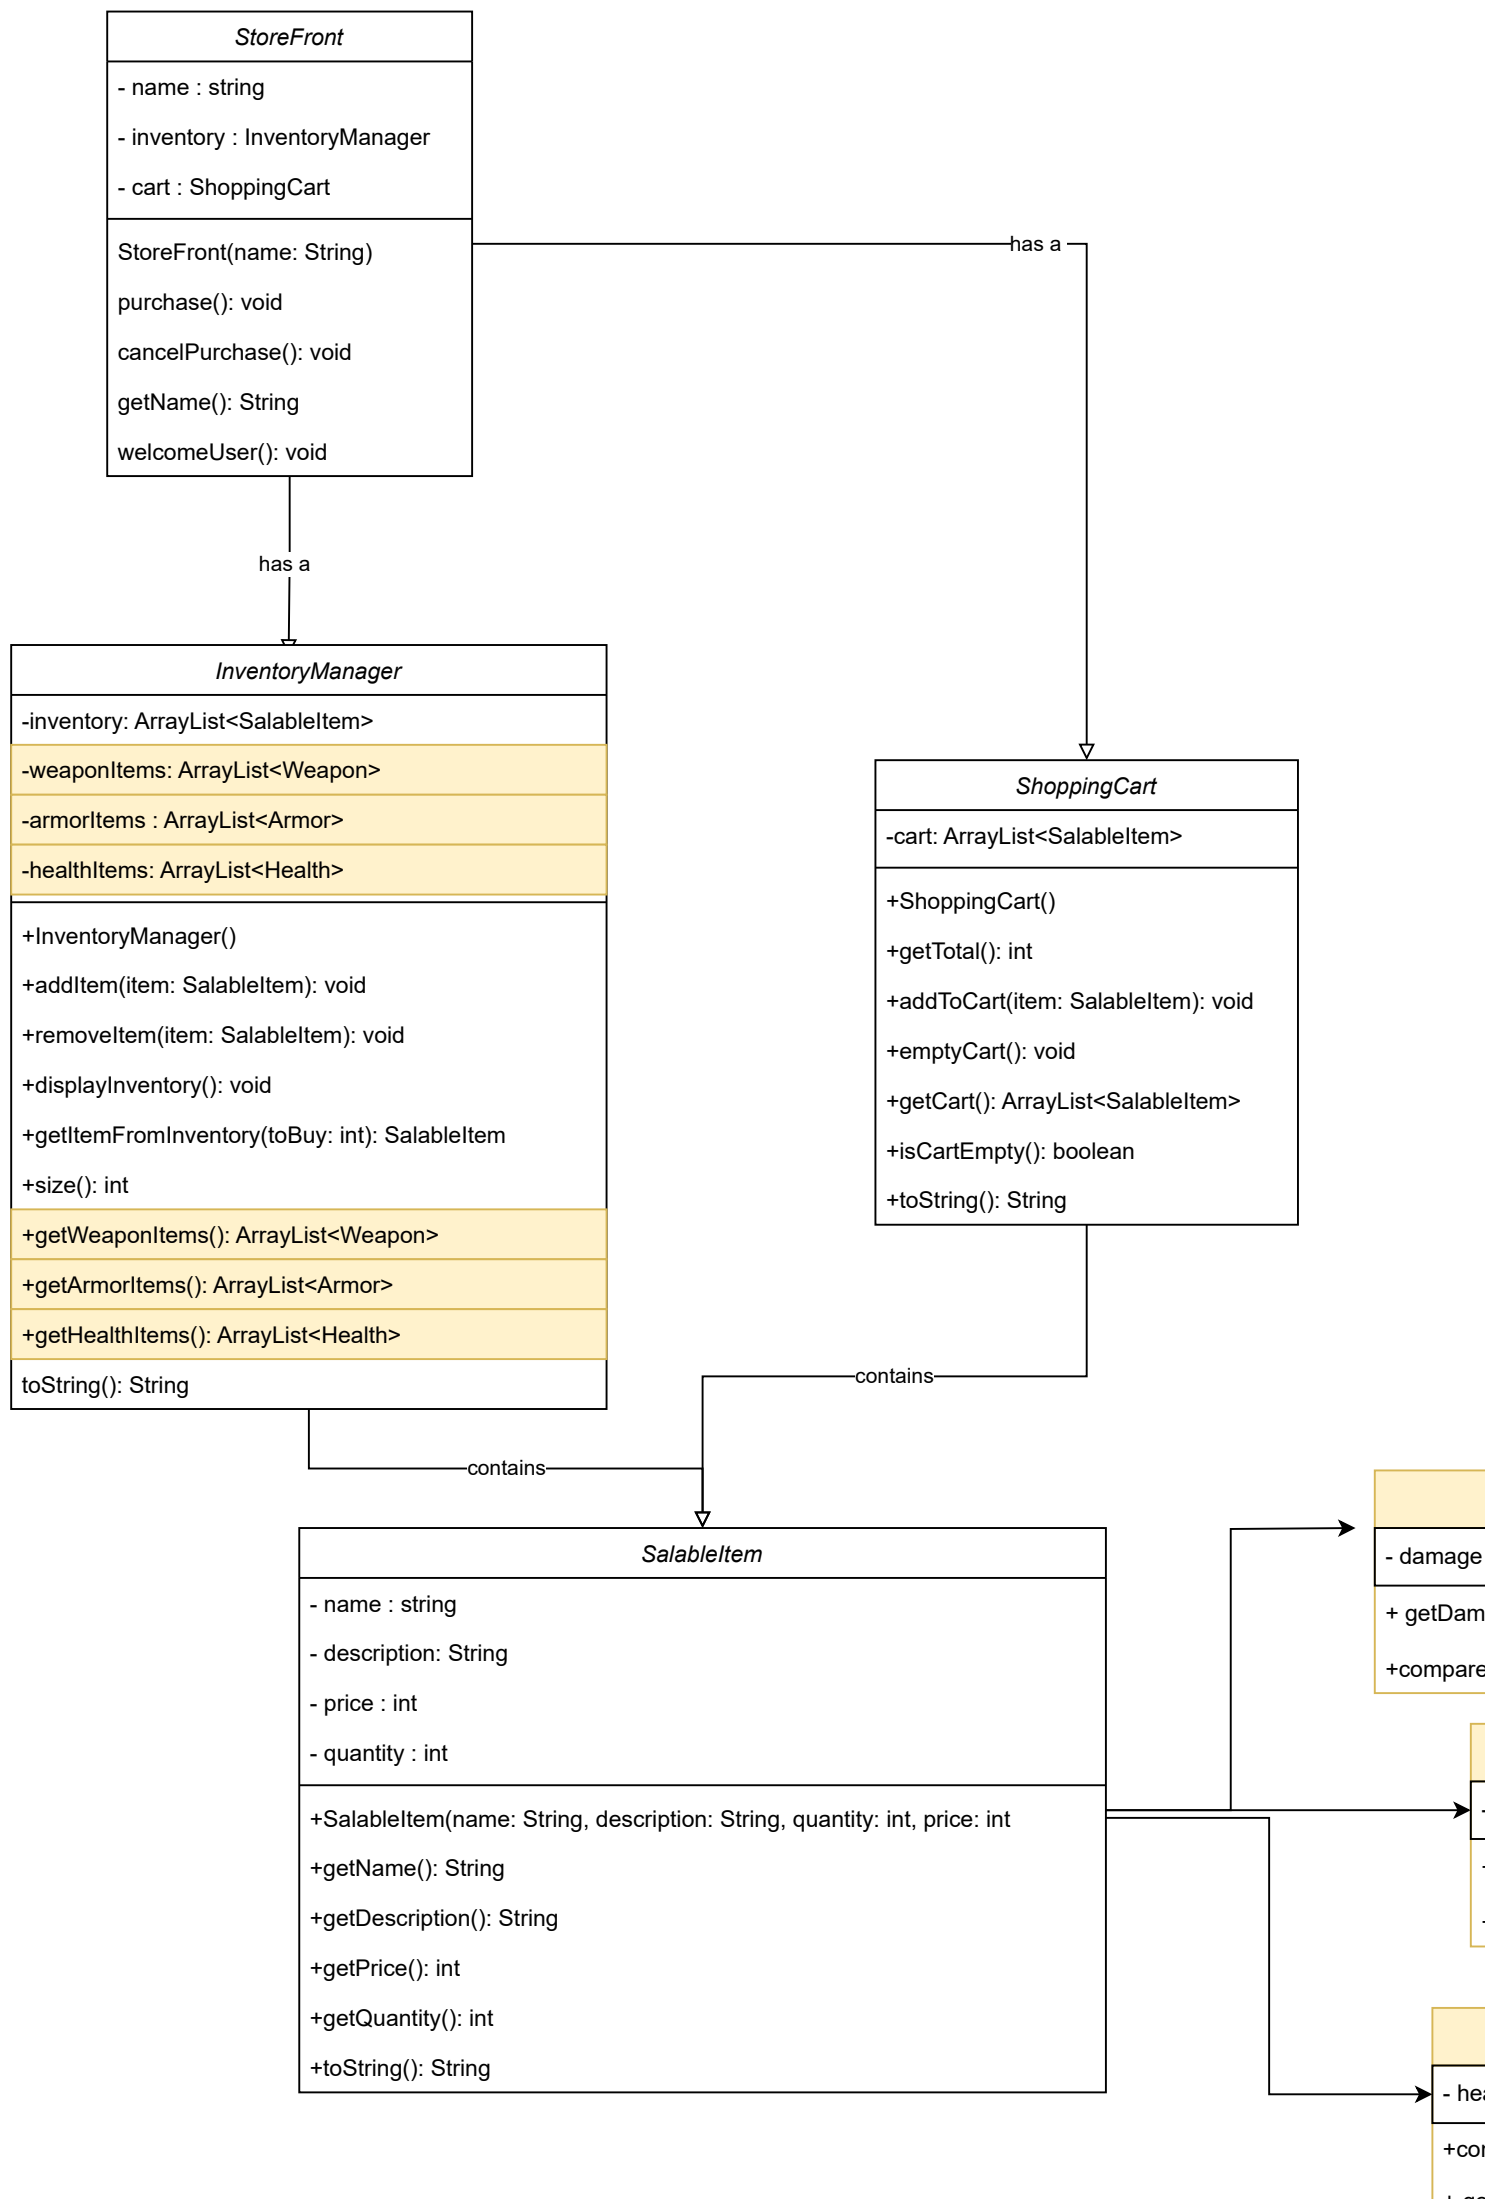 StoreFront
- name : string
- inventory : InventoryManager
- cart : ShoppingCart
StoreFront(name: String)
purchase(): void
cancelPurchase(): void
getName(): String
welcomeUser(): void
has a
has a
InventoryManager
-inventory: ArrayList<SalableItem>
-weaponItems: ArrayList<Weapon>
-armorItems : ArrayList<Armor>
-healthItems: ArrayList<Health>
+InventoryManager()
+addItem(item: SalableItem): void
+removeItem(item: SalableItem): void
+displayInventory(): void
+getItemFromInventory(toBuy: int): SalableItem
+size(): int
+getWeaponItems(): ArrayList<Weapon>
+getArmorItems(): ArrayList<Armor>
+getHealthItems(): ArrayList<Health>
toString(): String
ShoppingCart
-cart: ArrayList<SalableItem>
+ShoppingCart()
+getTotal(): int
+addToCart(item: SalableItem): void
+emptyCart(): void
+getCart(): ArrayList<SalableItem>
+isCartEmpty(): boolean
+toString(): String
contains
contains
SalableItem
- name : string
- description: String
- price : int
- quantity : int
+SalableItem(name: String, description: String, quantity: int, price: int
+getName(): String
+getDescription(): String
+getPrice(): int
+getQuantity(): int
+toString(): String
- damage
+ getDam
+compare
- hea